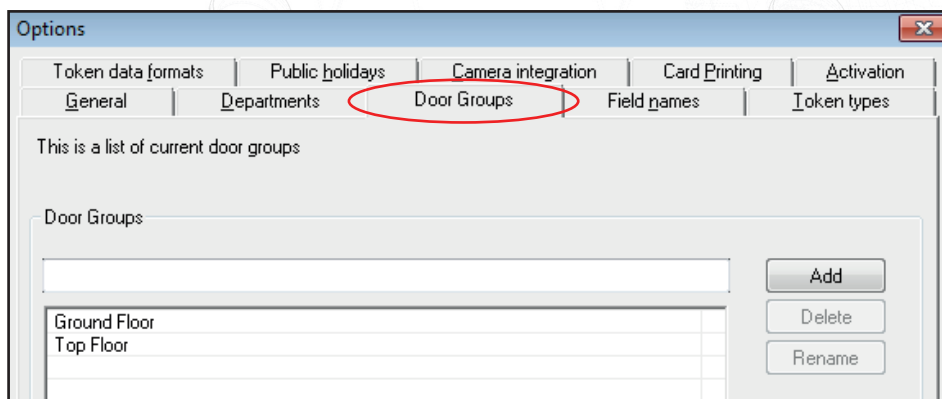 Options
Token data formats Public holidays Camera integration Card Printing Activation
General Departments Door Groups Field names Token types
This is a list of current door groups
Door Groups
Add
Ground Floor Delete
Top Floor
Rename